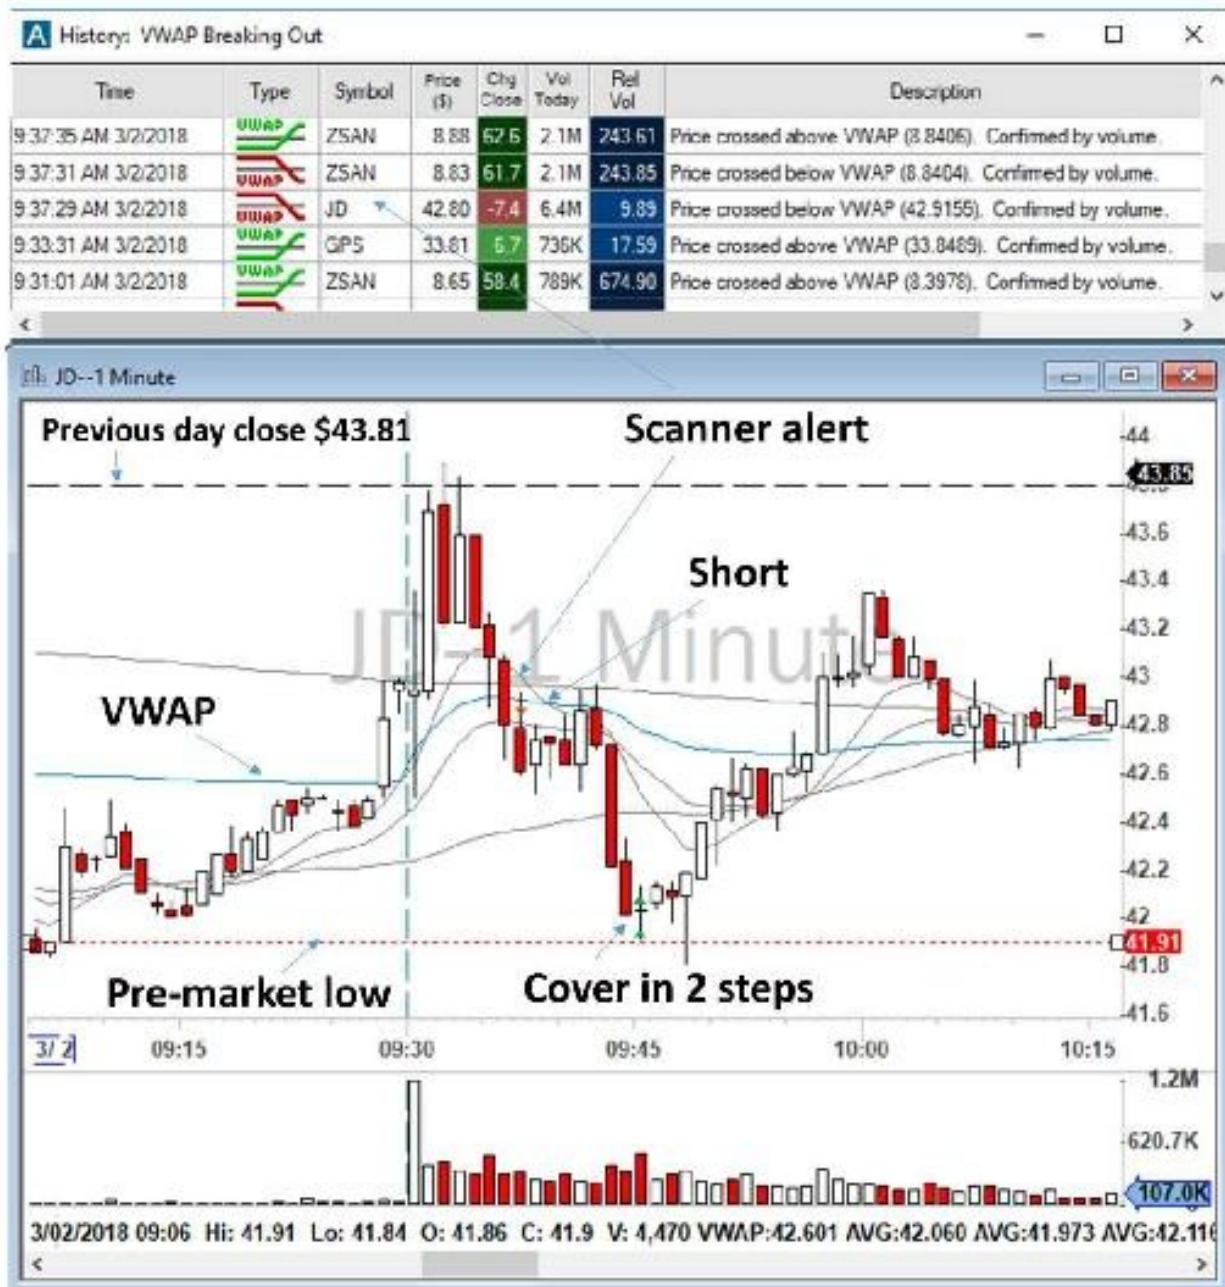 History: VWAP Breaking Out
Time Type Symbol Price ($) Chg Close Vol Today Rel Vol Description
9:37:35 AM 3/2/2018 VWAP ZSAN 8.88 62.6 2.1M 243.61 Price crossed above VWAP (8.8406). Confirmed by volume.
9:37:31 AM 3/2/2018 VWAP ZSAN 8.83 61.7 2.1M 243.85 Price crossed below VWAP (8.8404). Confirmed by volume.
9:37:29 AM 3/2/2018 VWAP JD 42.80 -7.4 6.4M 9.89 Price crossed below VWAP (42.9155). Confirmed by volume.
9:33:31 AM 3/2/2018 VWAP GPS 33.81 6.7 736K 17.59 Price crossed above VWAP (33.8489). Confirmed by volume.
9:31:01 AM 3/2/2018 VWAP ZSAN 8.65 58.4 789K 674.90 Price crossed above VWAP (8.3978). Confirmed by volume.
JD--1 Minute
Previous day close $43.81
Scanner alert
44
43.85
43.6
Short
43.4
JD--1 Minute
43.2
43
VWAP
42.8
42.6
42.4
42.2
42
41.91
41.8
Pre-market low
Cover in 2 steps
41.6
3/ 2 09:15 09:30 09:45 10:00 10:15
1.2M
620.7K
107.0K
3/02/2018 09:06 Hi: 41.91 Lo: 41.84 O: 41.86 C: 41.9 V: 4,470 VWAP:42.601 AVG:42.060 AVG:41.973 AVG:42.116